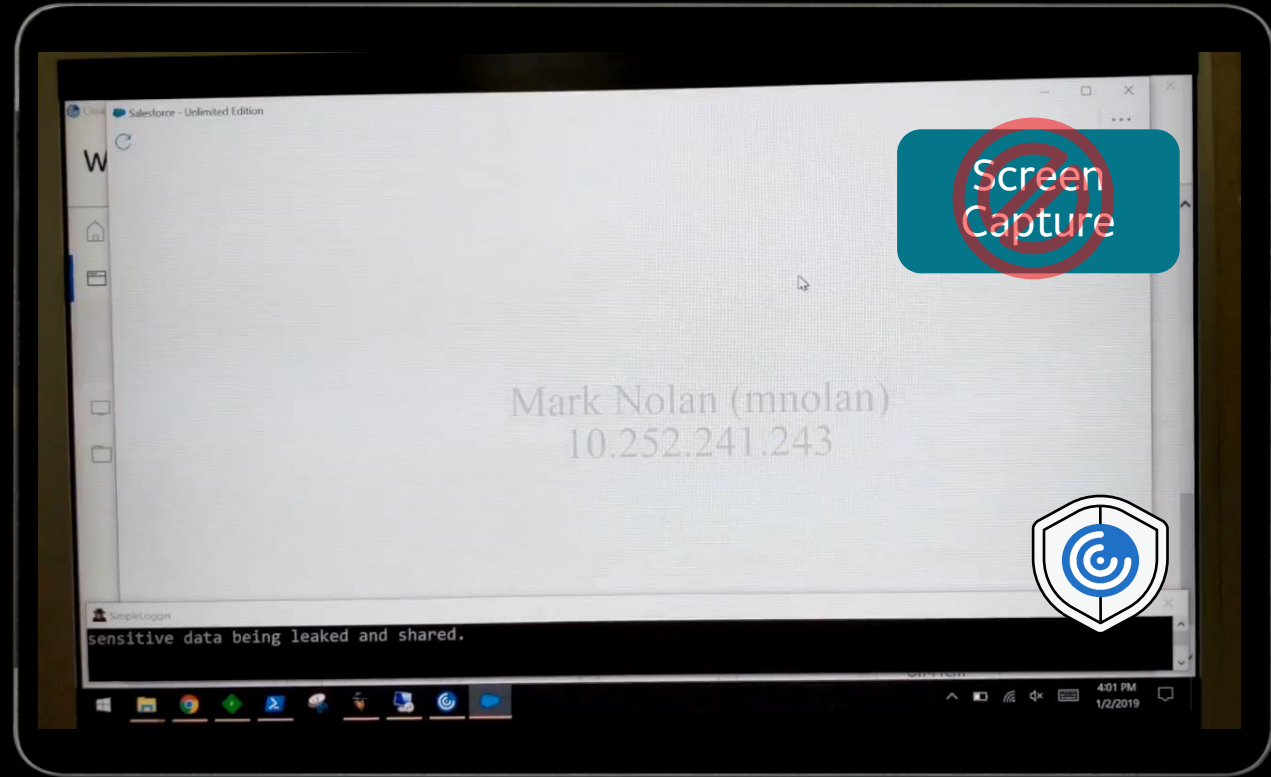 Salesforce - Unlimited Edition
W
Screen
Capture
Mark Nolan (mnolan)
10.252.241.243
SimpleLogger
sensitive data being leaked and shared.
4:01 PM
1/2/2019